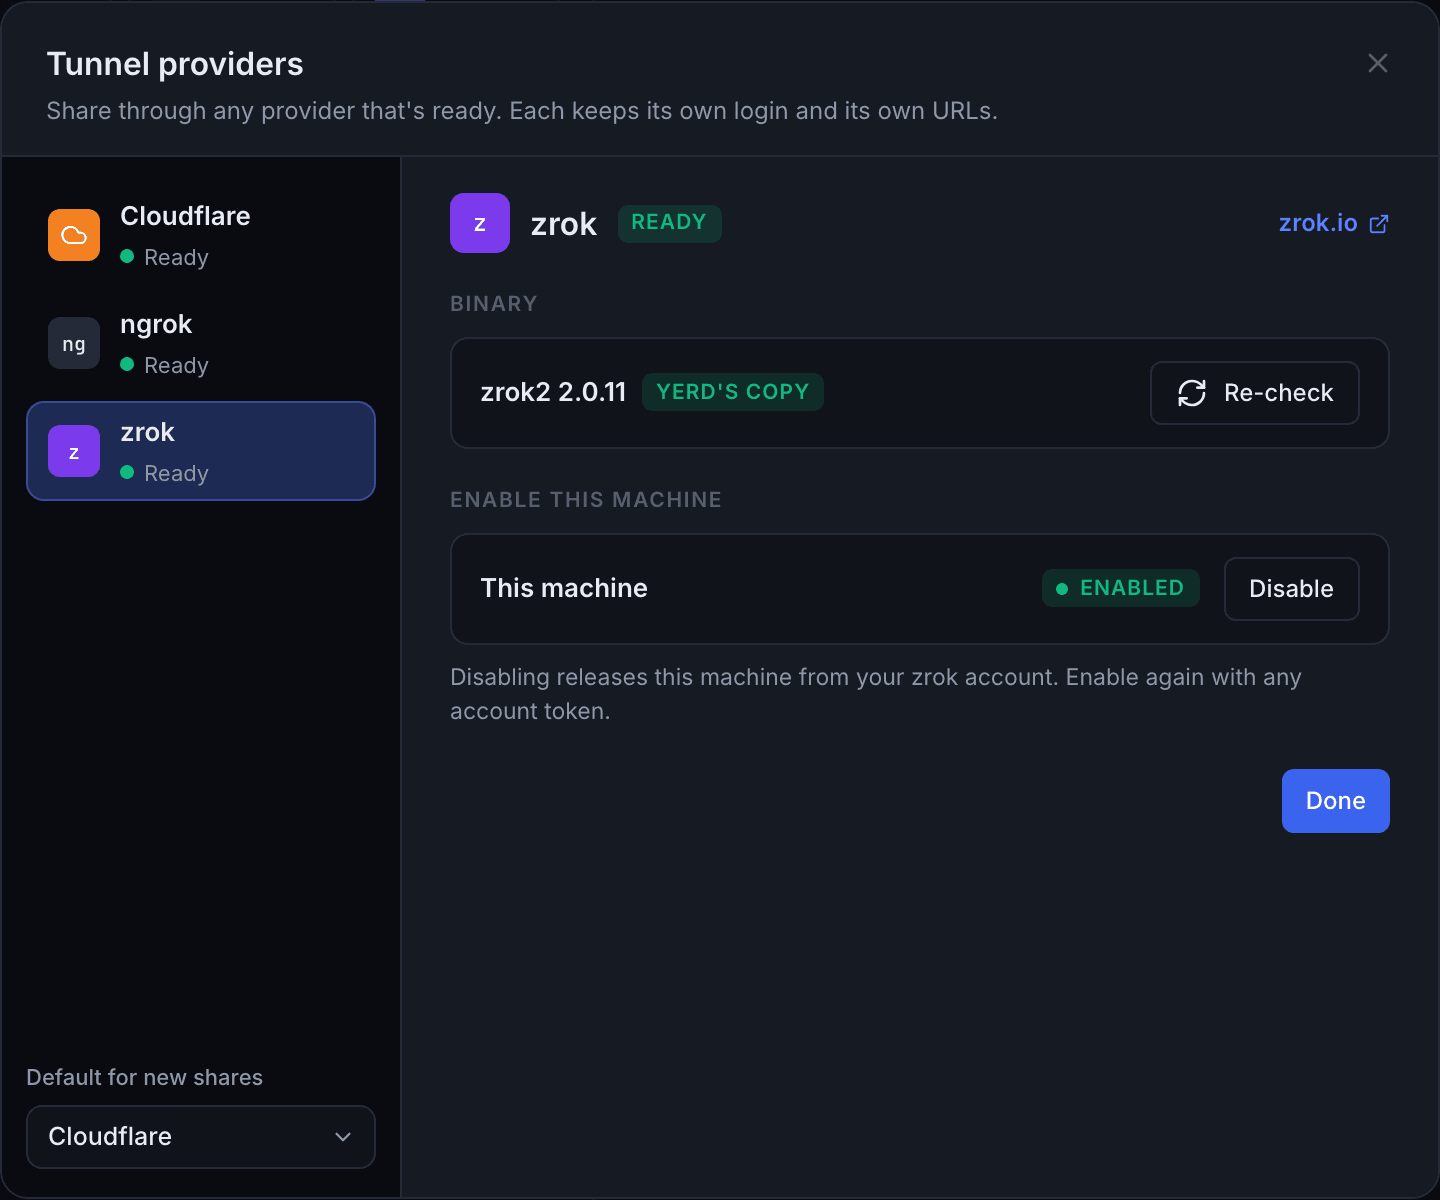 Tunnel providers
Share through any provider that's ready. Each keeps its own login and its own URLs.
Cloudflare
Ready
ng
ngrok
Ready
z
zrok
Ready
Default for new shares
Cloudflare
z
zrok
READY
zrok.io
BINARY
zrok2 2.0.11
YERD'S COPY
Re-check
ENABLE THIS MACHINE
This machine
ENABLED
Disable
Disabling releases this machine from your zrok account. Enable again with any
account token.
Done